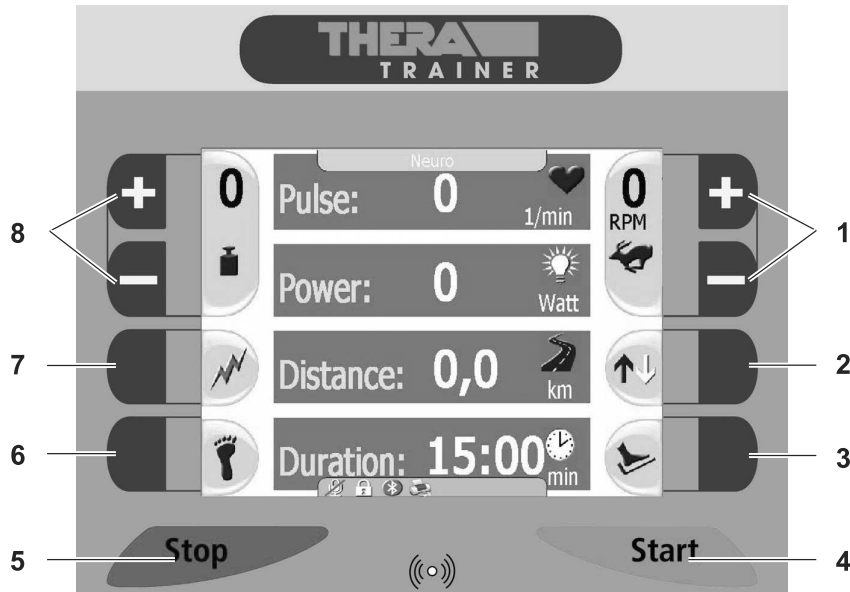 THERA
TRAINER
Neuro
+
0
Pulse:
0
1/min
0
RPM
+
8
1
−
Power:
0
Watt
−
7
Distance:
0,0
km
2
6
Duration:
15:00
min
3
5
Stop
Start
4